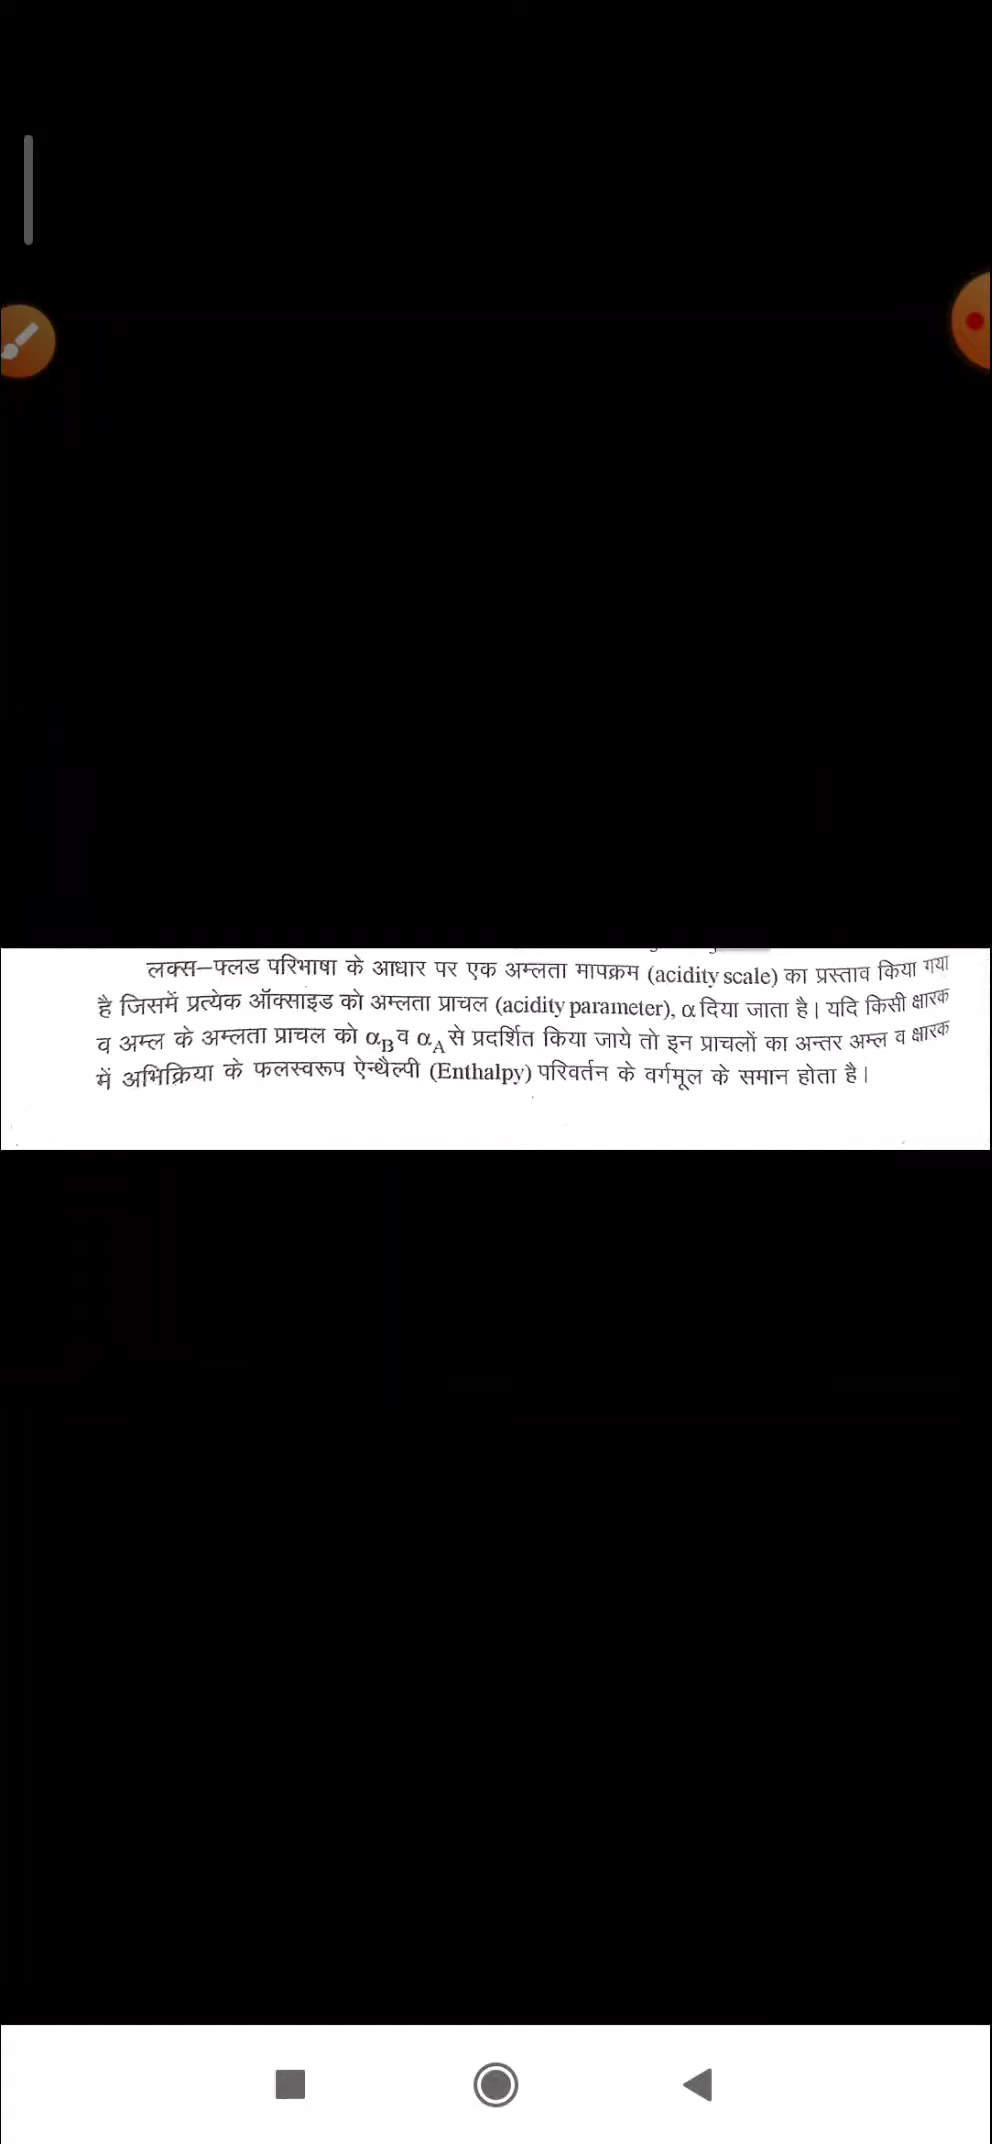 लक्स–फ्लड परिभाषा के आधार पर एक अम्लता मापक्रम (acidity scale) का प्रस्ताव किया गया
है जिसमें प्रत्येक ऑक्साइड को अम्लता प्राचल (acidity parameter), α दिया जाता है। यदि किसी क्षारक
व अम्ल के अम्लता प्राचल को αB व αA से प्रदर्शित किया जाये तो इन प्राचलों का अन्तर अम्ल व क्षारक
में अभिक्रिया के फलस्वरूप ऐन्थैल्पी (Enthalpy) परिवर्तन के वर्गमूल के समान होता है।